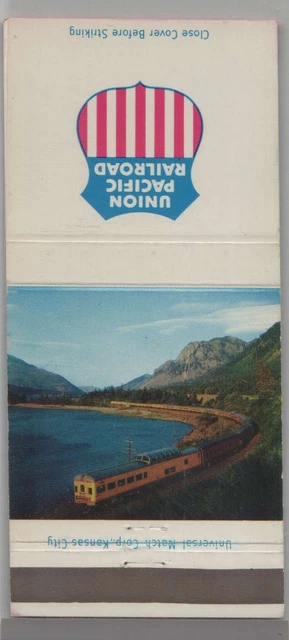 Close Cover Before Striking
UNION
PACIFIC
RAILROAD
Universal Match Corp., Kansas City